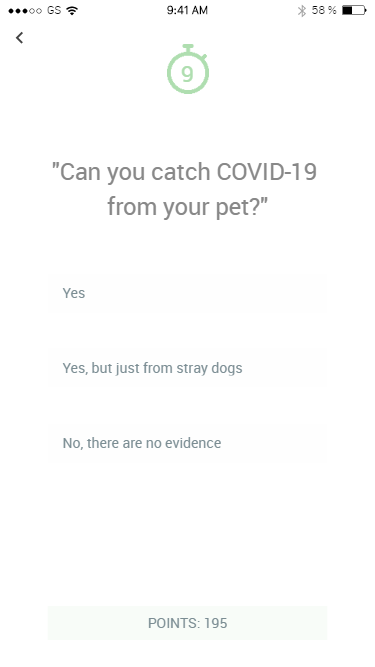 GS 9:41 AM 58 %
9
"Can you catch COVID-19
from your pet?"
Yes
Yes, but just from stray dogs
No, there are no evidence
POINTS: 195